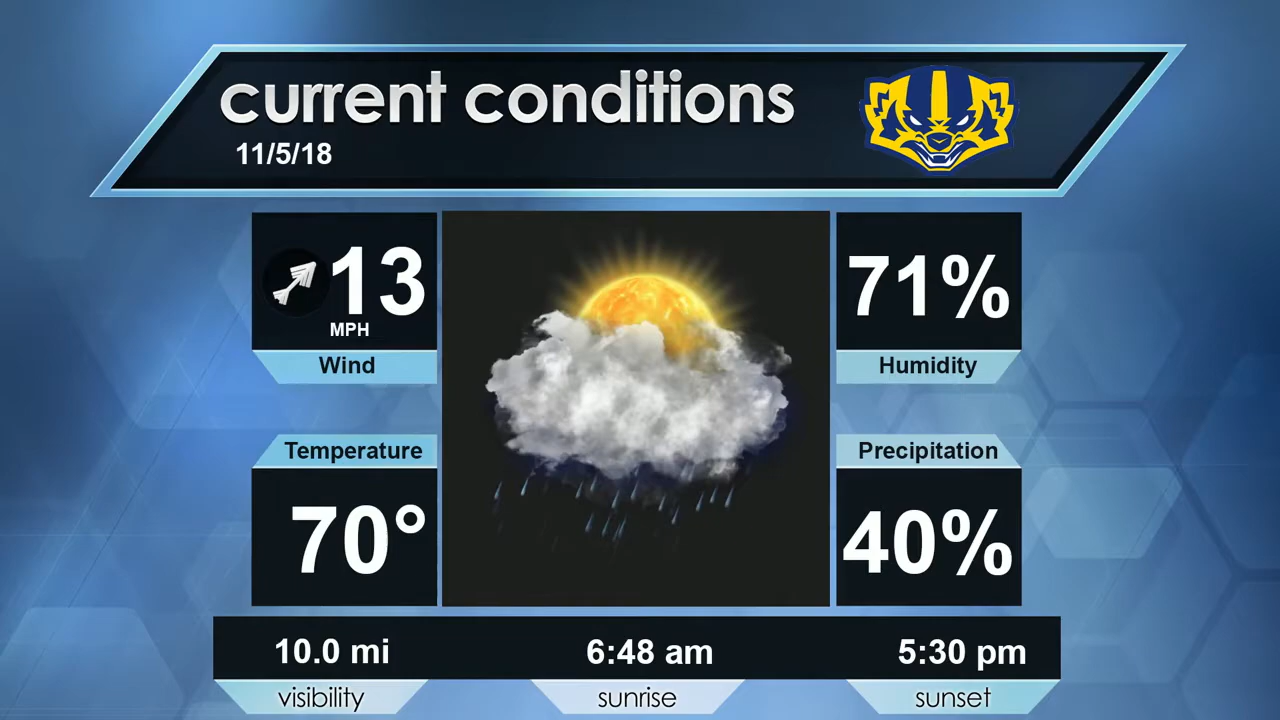 current conditions
11/5/18
13
MPH
Wind
71%
Humidity
Temperature
70°
Precipitation
40%
10.0 mi
6:48 am
5:30 pm
visibility
sunrise
sunset